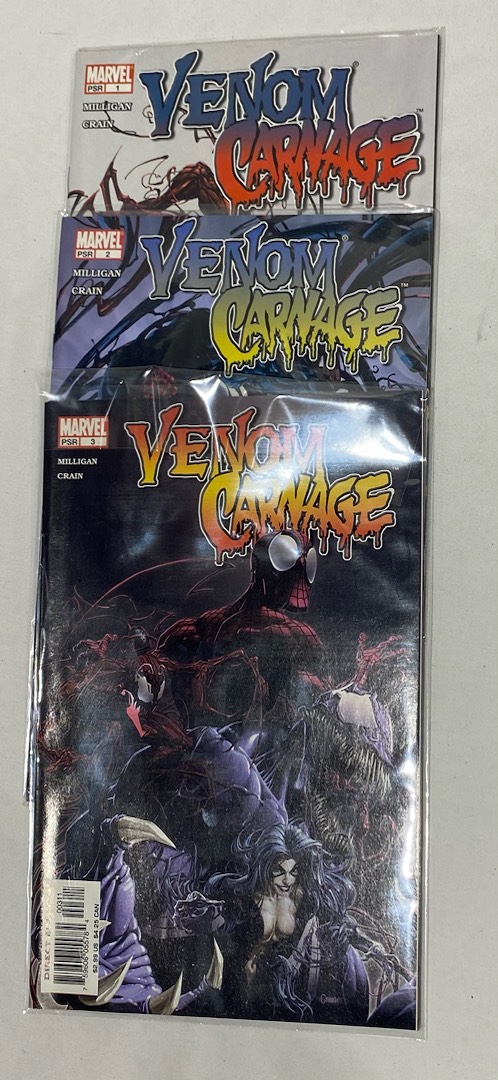 MARVEL
PSR 1
MILLIGAN
CRAIN
VENOM
CARNAGE
MARVEL
PSR 2
MILLIGAN
CRAIN
VENOM
CARNAGE
MARVEL
PSR 3
MILLIGAN
CRAIN
VENOM
CARNAGE
00311
$2.99 US $4.25 CAN